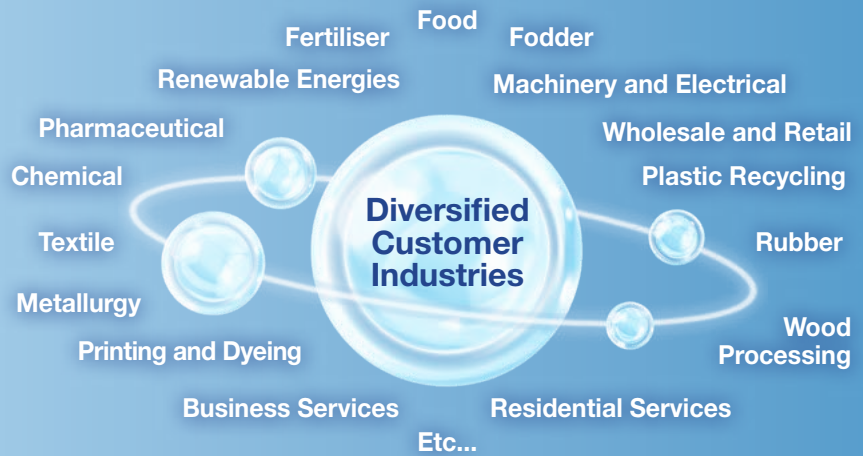 Food
Fertiliser
Fodder
Renewable Energies
Machinery and Electrical
Pharmaceutical
Wholesale and Retail
Chemical
Plastic Recycling
Diversified
Customer
Industries
Textile
Rubber
Metallurgy
Wood
Processing
Printing and Dyeing
Business Services
Residential Services
Etc...